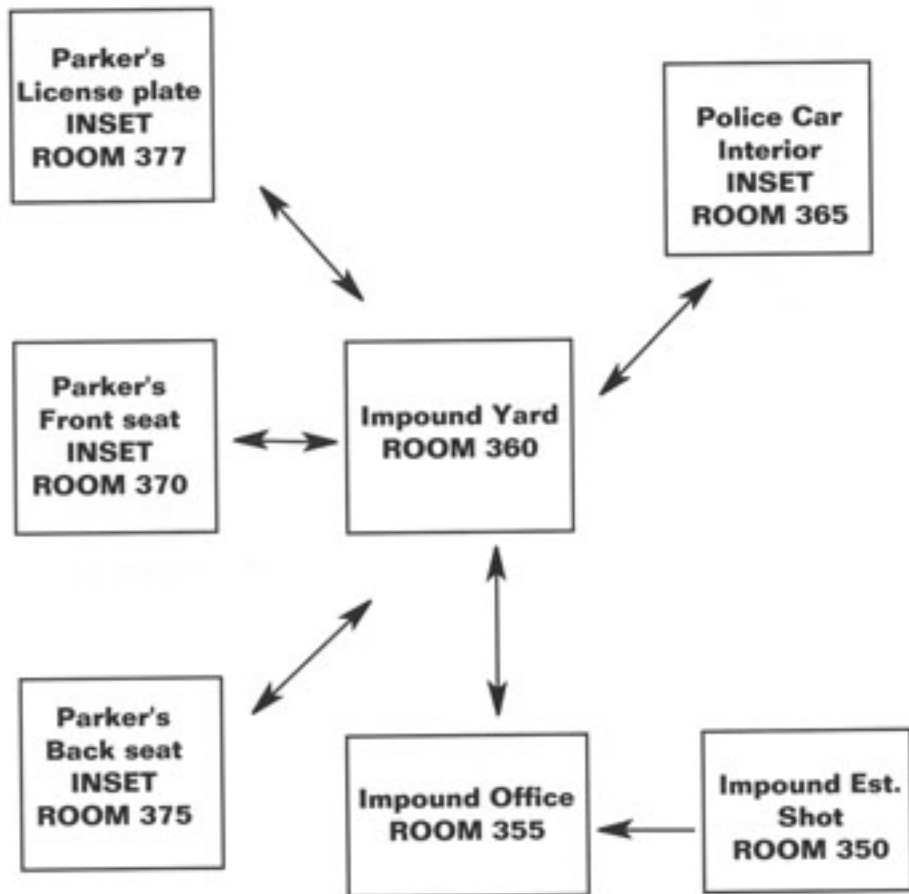 Parker's
License plate
INSET
ROOM 377
Police Car
Interior
INSET
ROOM 365
Parker's
Front seat
INSET
ROOM 370
Impound Yard
ROOM 360
Parker's
Back seat
INSET
ROOM 375
Impound Office
ROOM 355
Impound Est.
Shot
ROOM 350